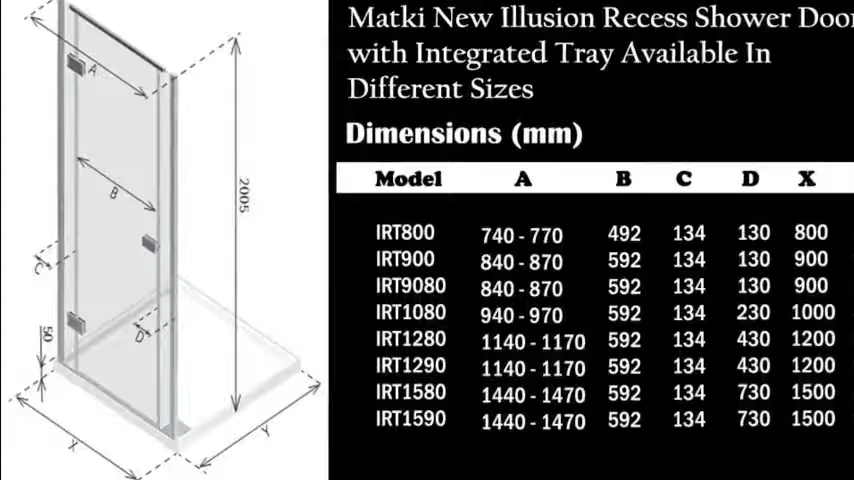 Matki New Illusion Recess Shower Door
with Integrated Tray Available In
Different Sizes
Dimensions (mm)
Model A B C D X
IRT800 740 - 770 492 134 130 800
IRT900 840 - 870 592 134 130 900
IRT9080 840 - 870 592 134 130 900
IRT1080 940 - 970 592 134 230 1000
IRT1280 1140 - 1170 592 134 430 1200
IRT1290 1140 - 1170 592 134 430 1200
IRT1580 1440 - 1470 592 134 730 1500
IRT1590 1440 - 1470 592 134 730 1500
A
B
2005
C
D
50
X
Y